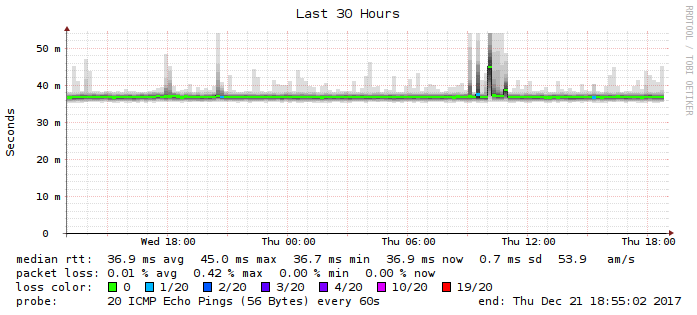 Last 30 Hours
RRDTOOL / TOBI OETIKER
Seconds
50 m
40 m
30 m
20 m
10 m
0
Wed 18:00 Thu 00:00 Thu 06:00 Thu 12:00 Thu 18:00
median rtt: 36.9 ms avg 45.0 ms max 36.7 ms min 36.9 ms now 0.7 ms sd 53.9 am/s
packet loss: 0.01 % avg 0.42 % max 0.00 % min 0.00 % now
loss color: 0 1/20 2/20 3/20 4/20 10/20 19/20
probe: 20 ICMP Echo Pings (56 Bytes) every 60s end: Thu Dec 21 18:55:02 2017